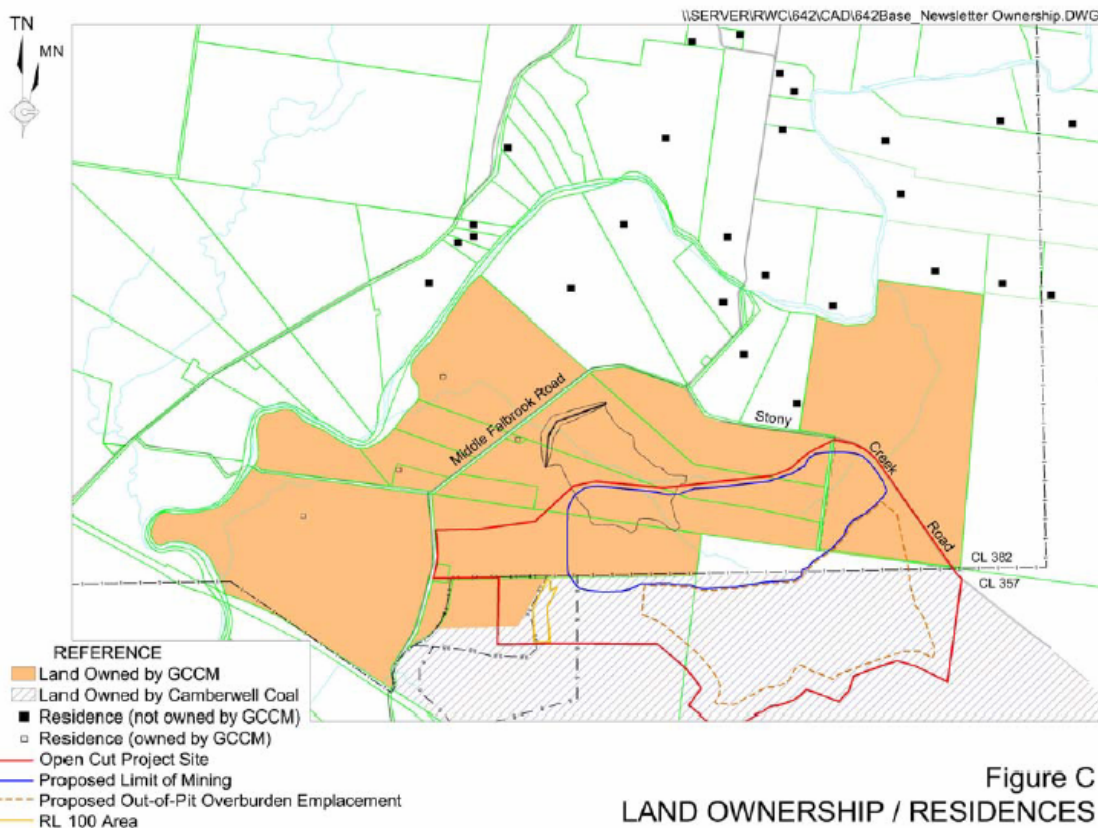 \\SERVER\RWC\642\CAD\642Base_Newsletter Ownership.DWG
TN
MN
Middle Falbrook Road
Stony
Creek
Road
CL 382
CL 357
REFERENCE
Land Owned by GCCM
Land Owned by Camberwell Coal
Residence (not owned by GCCM)
Residence (owned by GCCM)
Open Cut Project Site
Proposed Limit of Mining
Proposed Out-of-Pit Overburden Emplacement
RL 100 Area
Figure C
LAND OWNERSHIP / RESIDENCES